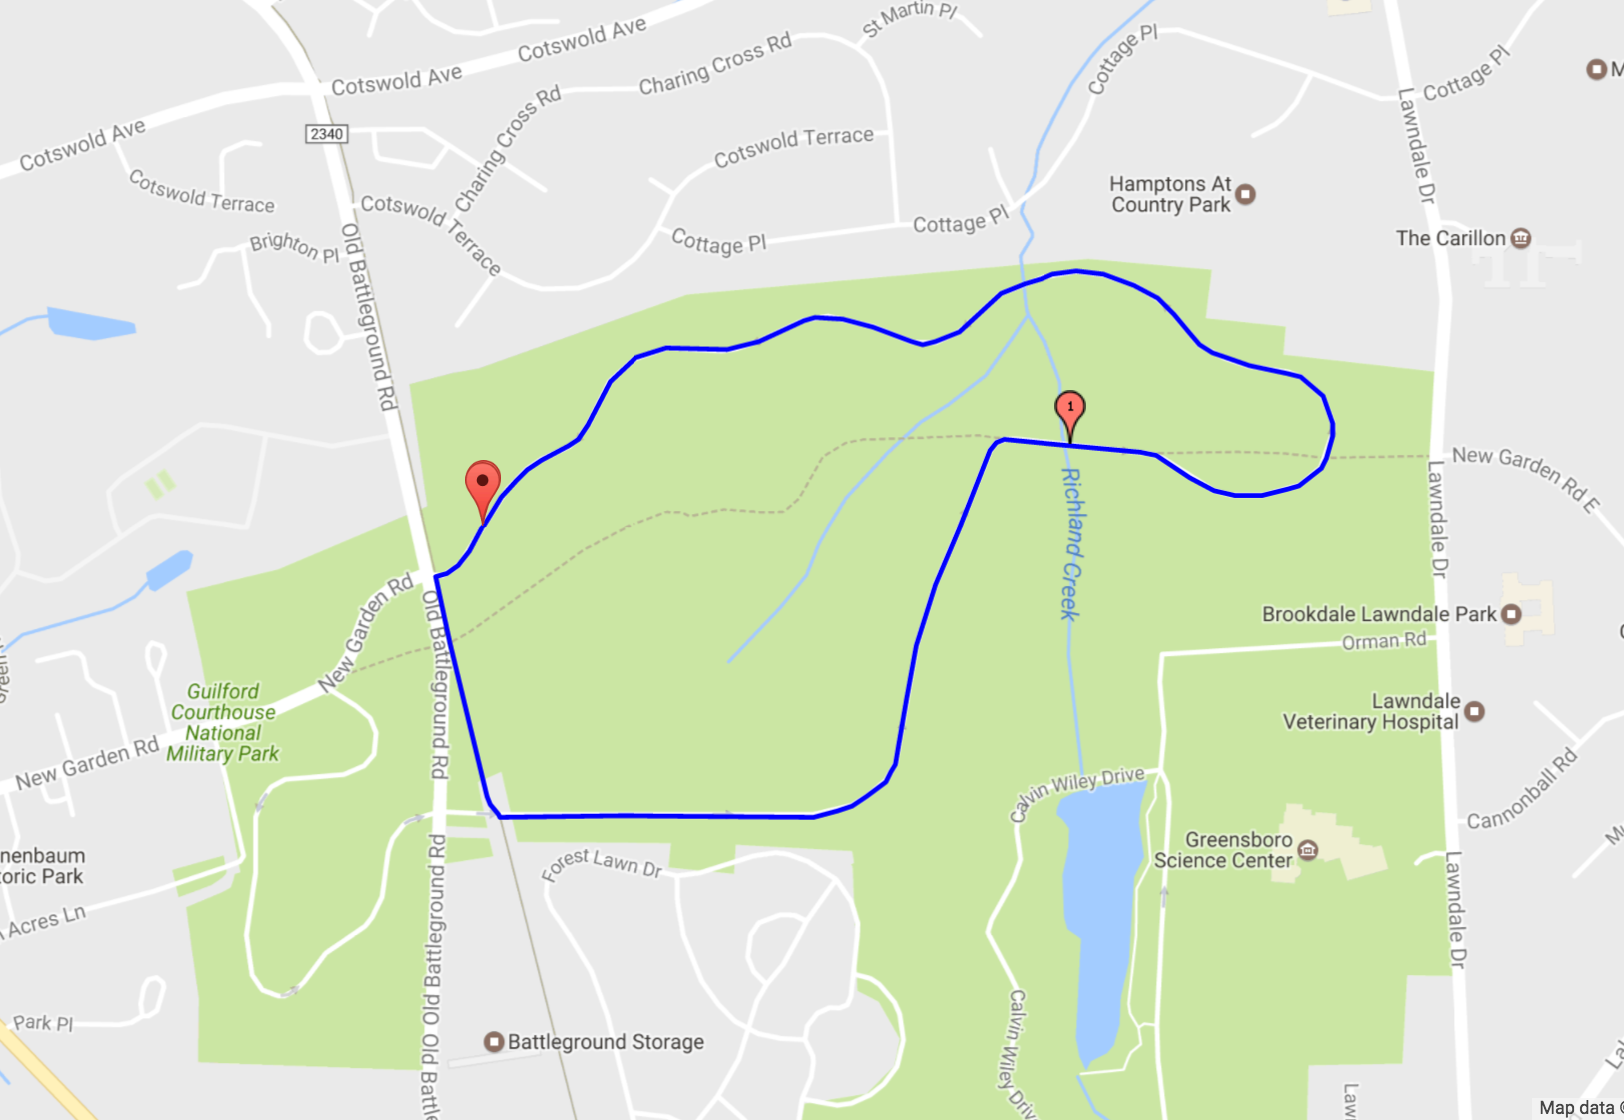 St Martin Pl
Cotswold Ave
Cotswold Ave
Charing Cross Rd
Cottage Pl
Cottage Pl
Lawndale Dr
Cotswold Ave
2340
Charing Cross Rd
Cotswold Terrace
Cotswold Terrace
Cotswold Terrace
Hamptons At
Country Park
Cottage Pl
Cottage Pl
The Carillon
Brighton Pl
Old Battleground Rd
1
New Garden Rd E
Richland Creek
Lawndale Dr
New Garden Rd
Old Battleground Rd
Brookdale Lawndale Park
Orman Rd
Guilford
Courthouse
National
Military Park
Lawndale
Veterinary Hospital
New Garden Rd
Calvin Wiley Drive
Cannonball Rd
Greensboro
Science Center
nenbaum
oric Park
Forest Lawn Dr
Old Battleground Rd
Acres Ln
Lawndale Dr
Park Pl
Battleground Storage
Calvin Wiley Driv
Old Battle
Law
Map data ©